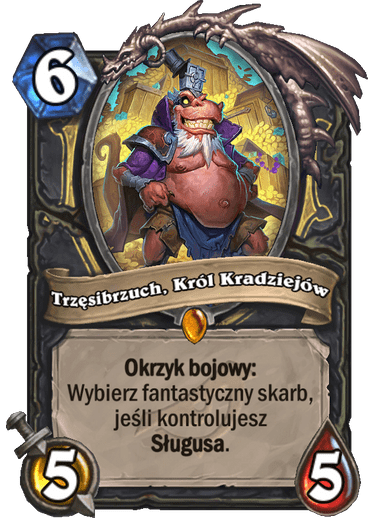 6
Trzęsibrzuch, Król Kradziejów
Okrzyk bojowy:
Wybierz fantastyczny skarb,
jeśli kontrolujesz
Sługusa.
5
5